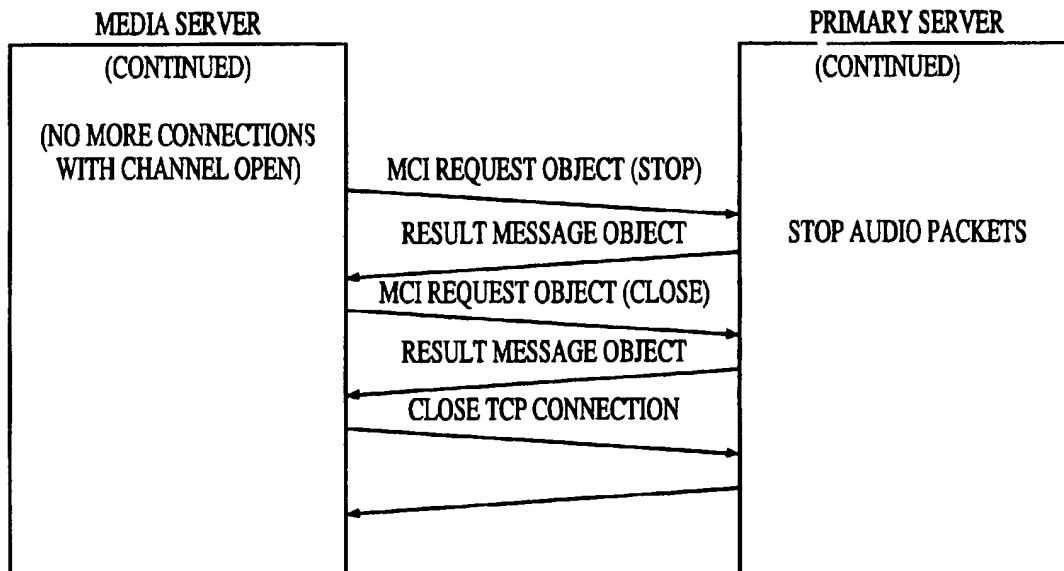 MEDIA SERVER
PRIMARY SERVER
(CONTINUED)
(CONTINUED)
(NO MORE CONNECTIONS
WITH CHANNEL OPEN)
MCI REQUEST OBJECT (STOP)
RESULT MESSAGE OBJECT
STOP AUDIO PACKETS
MCI REQUEST OBJECT (CLOSE)
RESULT MESSAGE OBJECT
CLOSE TCP CONNECTION